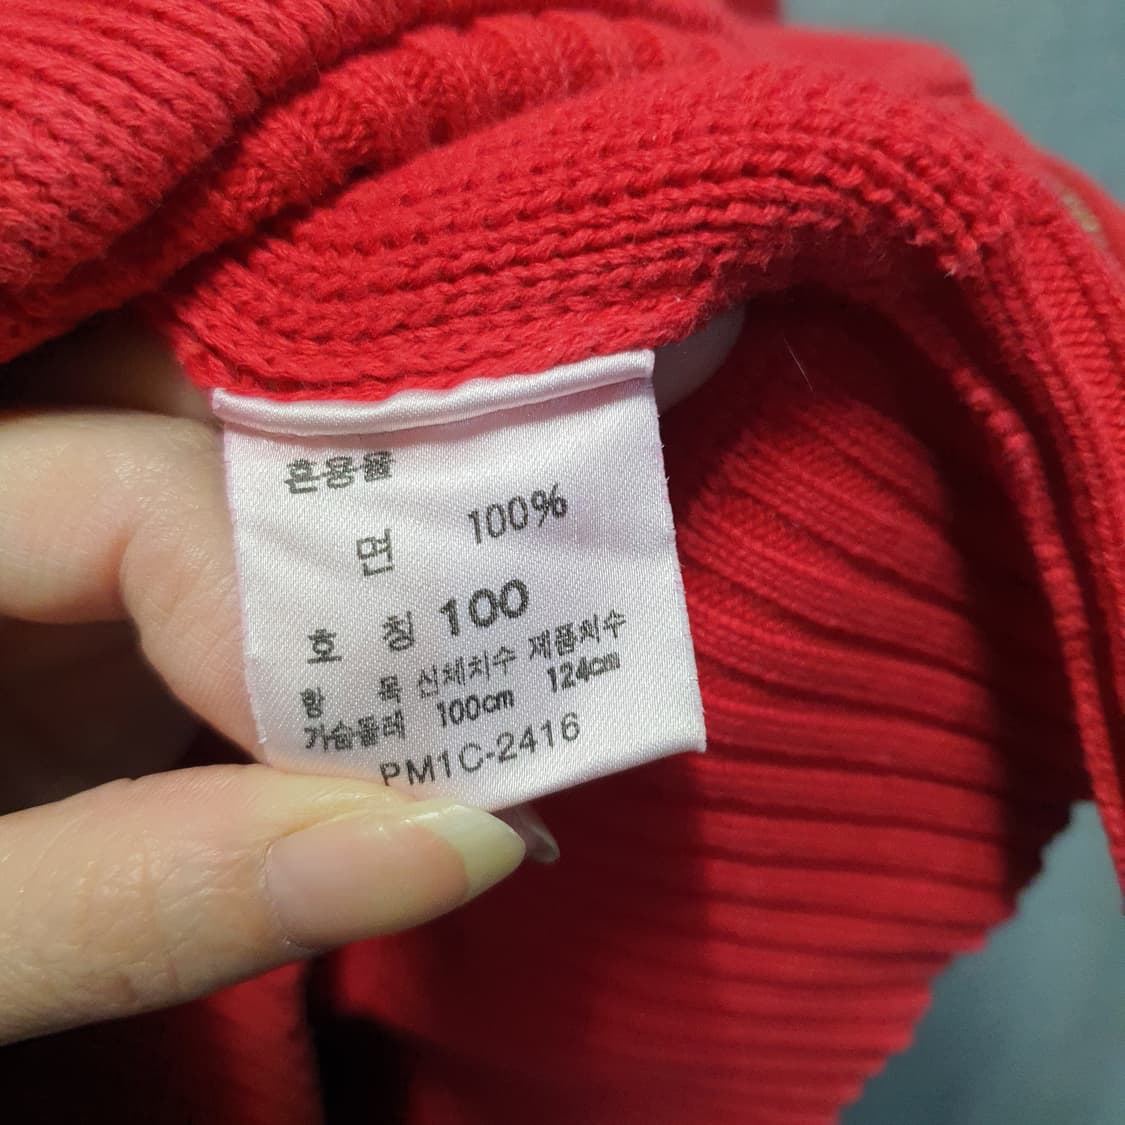 혼용율
면 100%
호 칭 100
항 목 신체치수 제품치수
가슴둘레 100cm 124cm
PM1C-2416